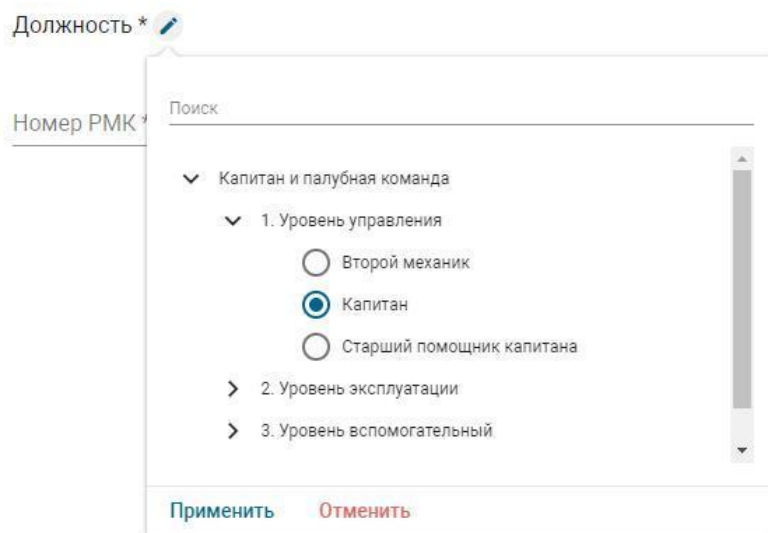 Должность *
Поиск
Номер РМК *
Капитан и палубная команда
1. Уровень управления
Второй механик
Капитан
Старший помощник капитана
2. Уровень эксплуатации
3. Уровень вспомогательный
Применить Отменить